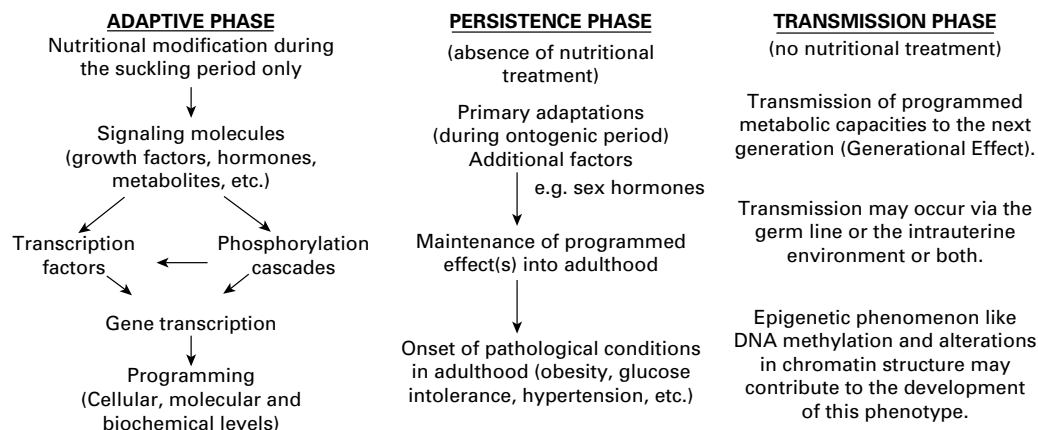 ADAPTIVE PHASE
Nutritional modification during
the suckling period only
Signaling molecules
(growth factors, hormones,
metabolites, etc.)
Transcription
factors
Phosphorylation
cascades
Gene transcription
Programming
(Cellular, molecular and
biochemical levels)
PERSISTENCE PHASE
(absence of nutritional
treatment)
Primary adaptations
(during ontogenic period)
Additional factors
e.g. sex hormones
Maintenance of programmed
effect(s) into adulthood
Onset of pathological conditions
in adulthood (obesity, glucose
intolerance, hypertension, etc.)
TRANSMISSION PHASE
(no nutritional treatment)
Transmission of programmed
metabolic capacities to the next
generation (Generational Effect).
Transmission may occur via the
germ line or the intrauterine
environment or both.
Epigenetic phenomenon like
DNA methylation and alterations
in chromatin structure may
contribute to the development
of this phenotype.